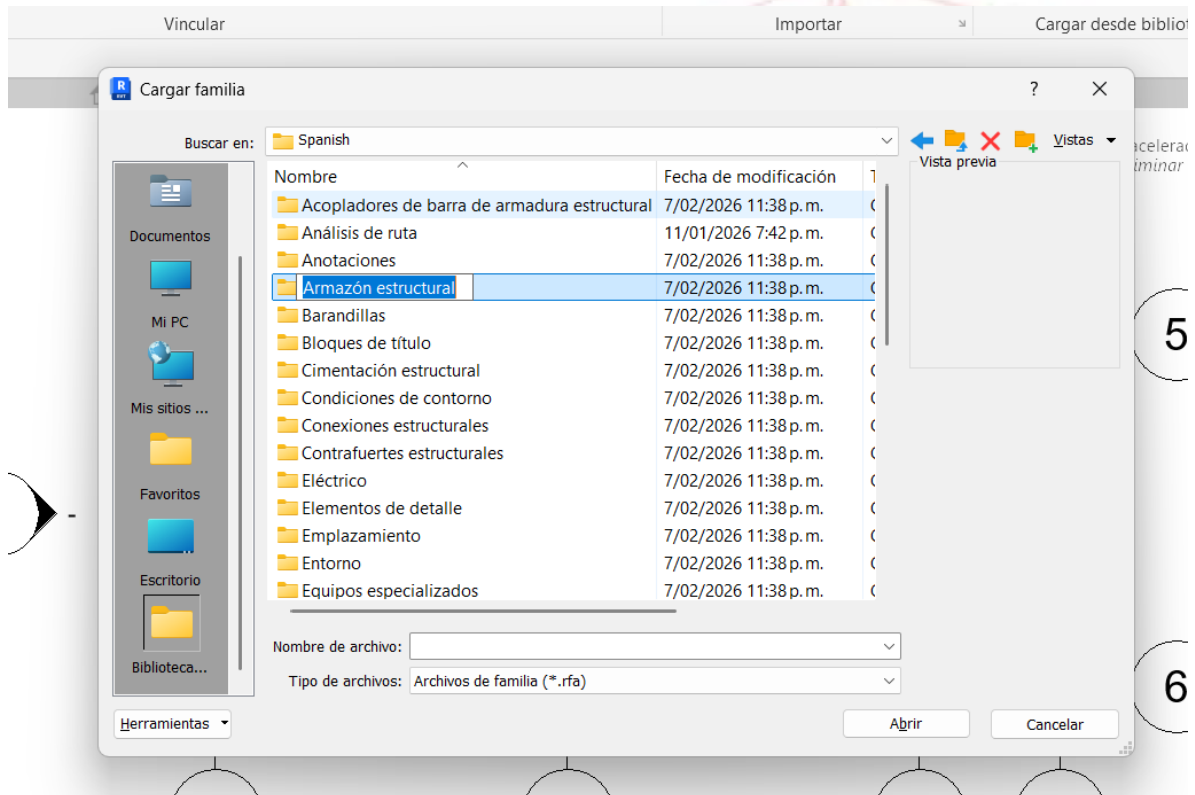 Vincular
Importar
Cargar desde
Cargar familia
?
Buscar en: Spanish
Vistas
Vista previa
Nombre Fecha de modificación
Acopladores de barra de armadura estructural 7/02/2026 11:38 p. m.
Análisis de ruta 11/01/2026 7:42 p. m.
Anotaciones 7/02/2026 11:38 p. m.
Armazón estructural 7/02/2026 11:38 p. m.
Barandillas 7/02/2026 11:38 p. m.
Bloques de título 7/02/2026 11:38 p. m.
Cimentación estructural 7/02/2026 11:38 p. m.
Condiciones de contorno 7/02/2026 11:38 p. m.
Conexiones estructurales 7/02/2026 11:38 p. m.
Contrafuertes estructurales 7/02/2026 11:38 p. m.
Eléctrico 7/02/2026 11:38 p. m.
Elementos de detalle 7/02/2026 11:38 p. m.
Emplazamiento 7/02/2026 11:38 p. m.
Entorno 7/02/2026 11:38 p. m.
Equipos especializados 7/02/2026 11:38 p. m.
Documentos
Mi PC
Mis sitios ...
Favoritos
Escritorio
Biblioteca...
Nombre de archivo:
Tipo de archivos: Archivos de familia (*.rfa)
Herramientas
Abrir
Cancelar
5
6